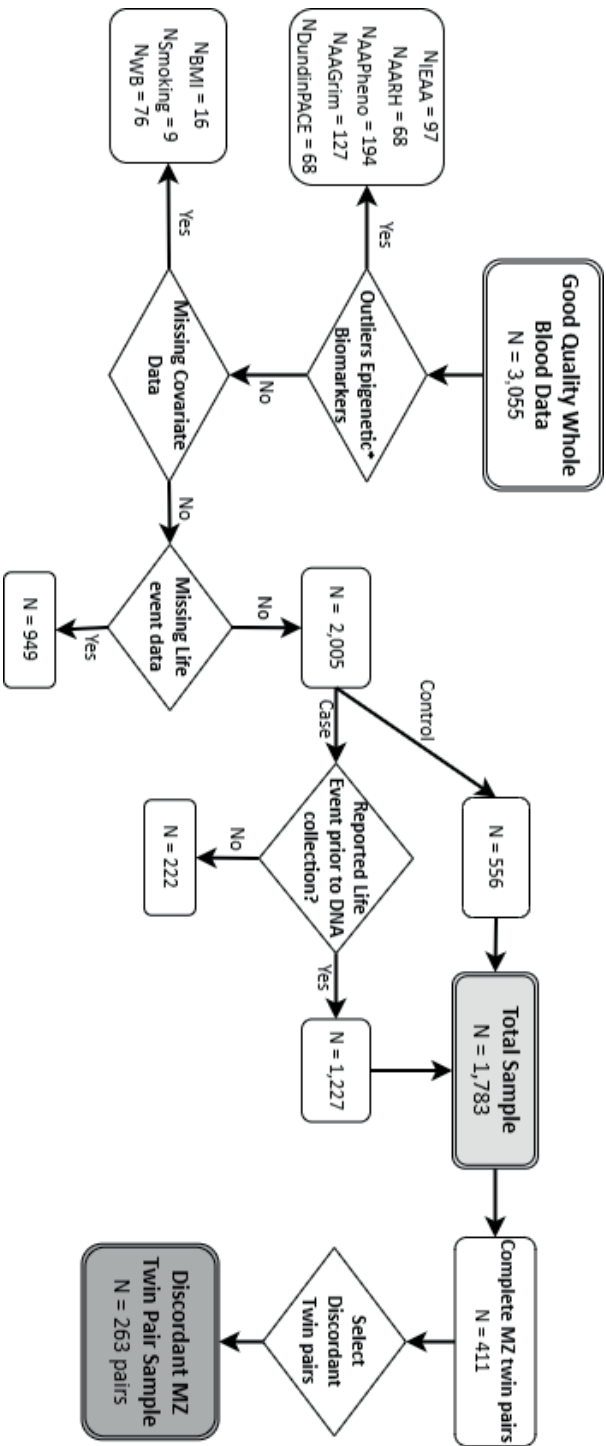 Good Quality Whole
Blood Data
N = 3,055
Outliers Epigenetic*
Biomarkers
Yes
N_IEAA = 97
N_AARH = 68
N_AAPheno = 194
N_AAGrim = 127
N_DundinPACE = 68
No
Missing Covariate
Data
Yes
N_BMI = 16
N_Smoking = 9
N_WB = 76
No
Missing Life
event data
Yes
N = 949
No
N = 2,005
Control
N = 556
Case
Reported Life
Event prior to DNA
collection?
No
N = 222
Yes
N = 1,227
Total Sample
N = 1,783
Complete MZ twin pairs
N = 411
Select
Discordant
Twin pairs
Discordant MZ
Twin Pair Sample
N = 263 pairs